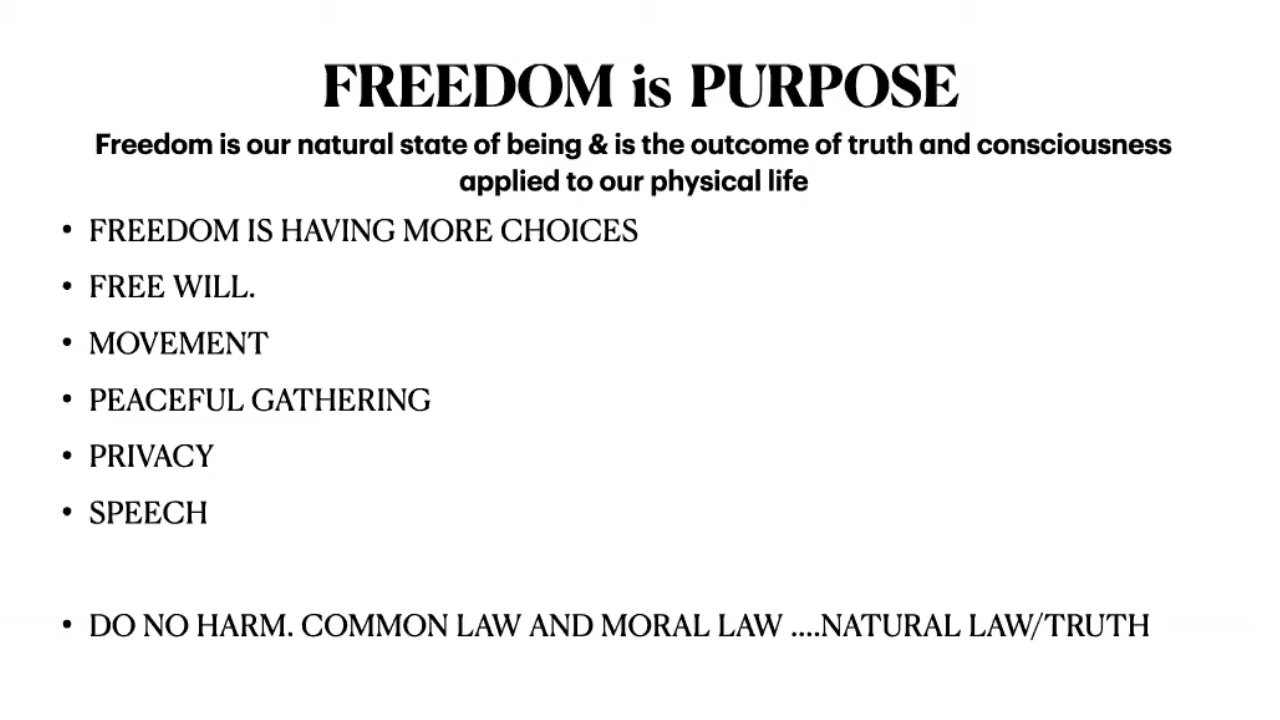 FREEDOM is PURPOSE
Freedom is our natural state of being & is the outcome of truth and consciousness
applied to our physical life
• FREEDOM IS HAVING MORE CHOICES
• FREE WILL.
• MOVEMENT
• PEACEFUL GATHERING
• PRIVACY
• SPEECH
• DO NO HARM. COMMON LAW AND MORAL LAW ....NATURAL LAW/TRUTH